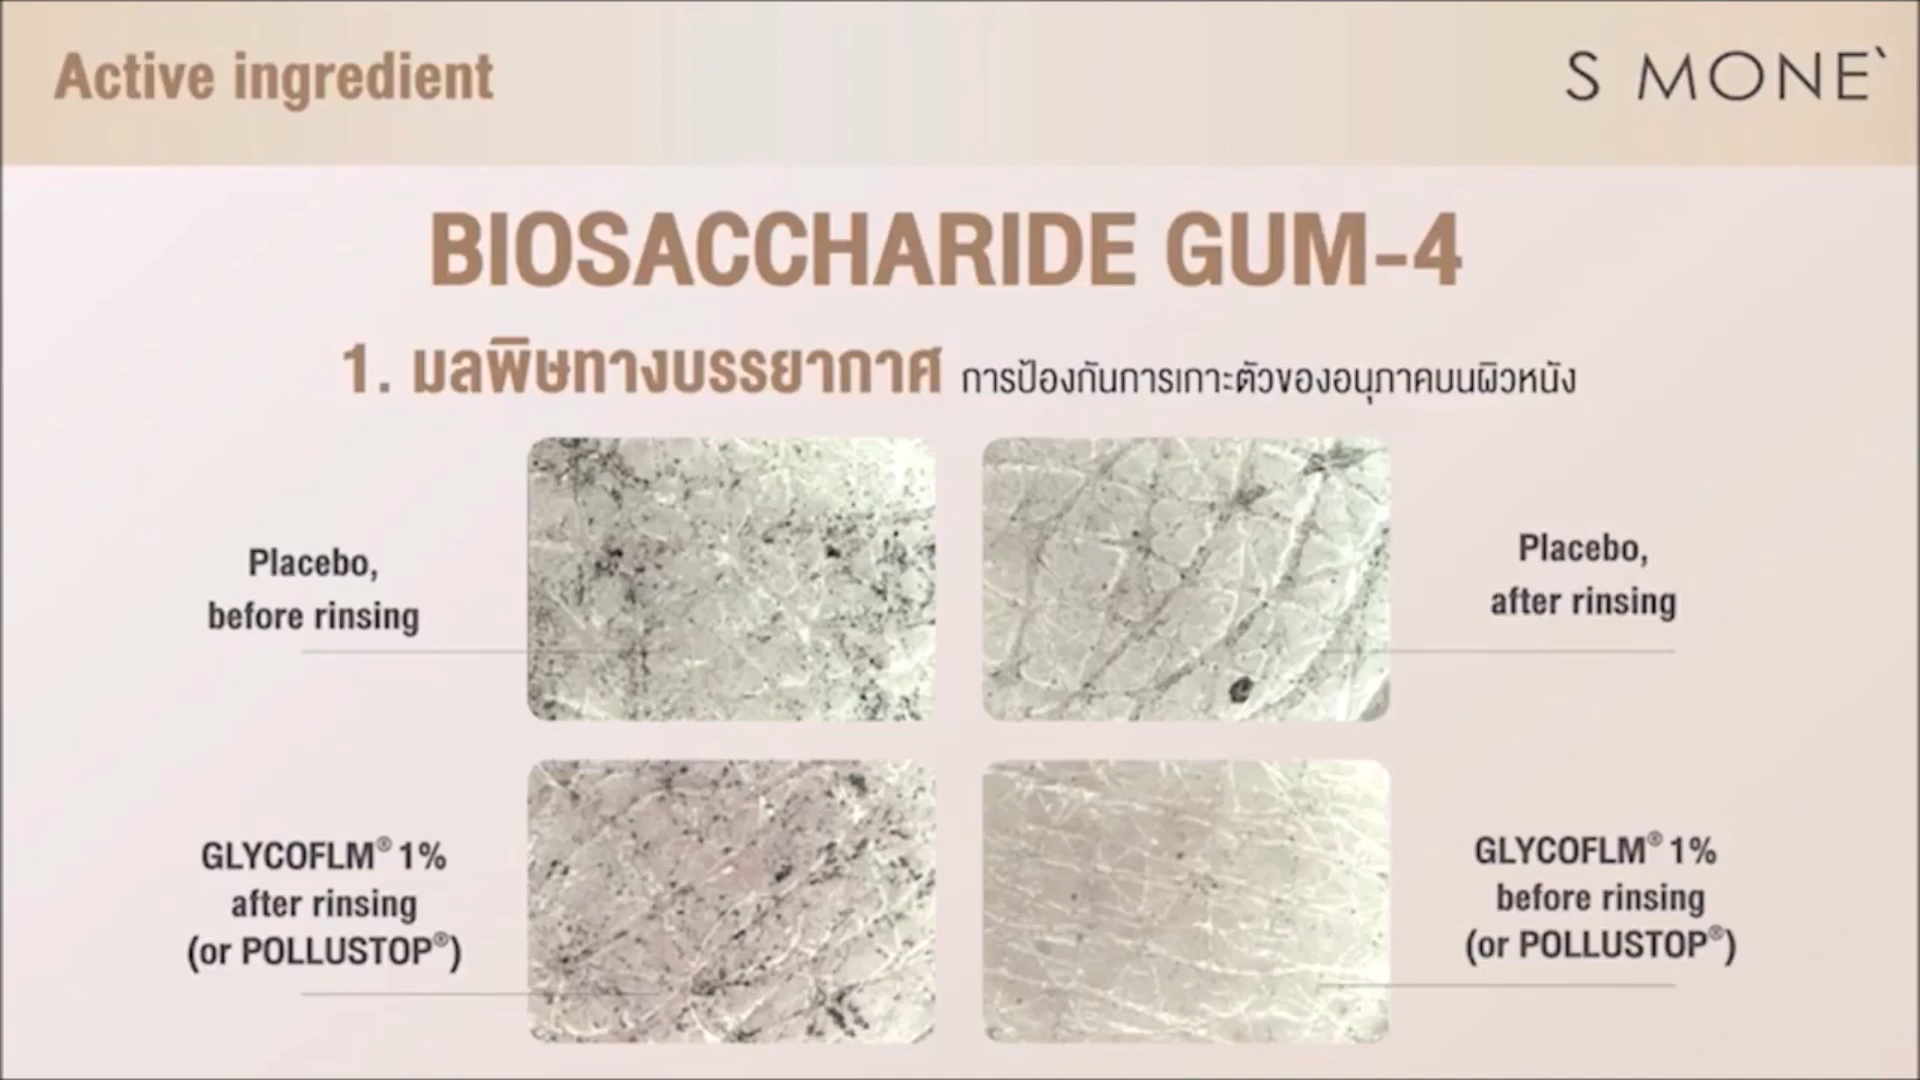 Active ingredient
S MONE`
BIOSACCHARIDE GUM-4
1. มลพิษทางบรรยากาศ การป้องกันการเกาะตัวของอนุภาคบนผิวหนัง
Placebo,
before rinsing
Placebo,
after rinsing
GLYCOFLM® 1%
after rinsing
(or POLLUSTOP®)
GLYCOFLM® 1%
before rinsing
(or POLLUSTOP®)